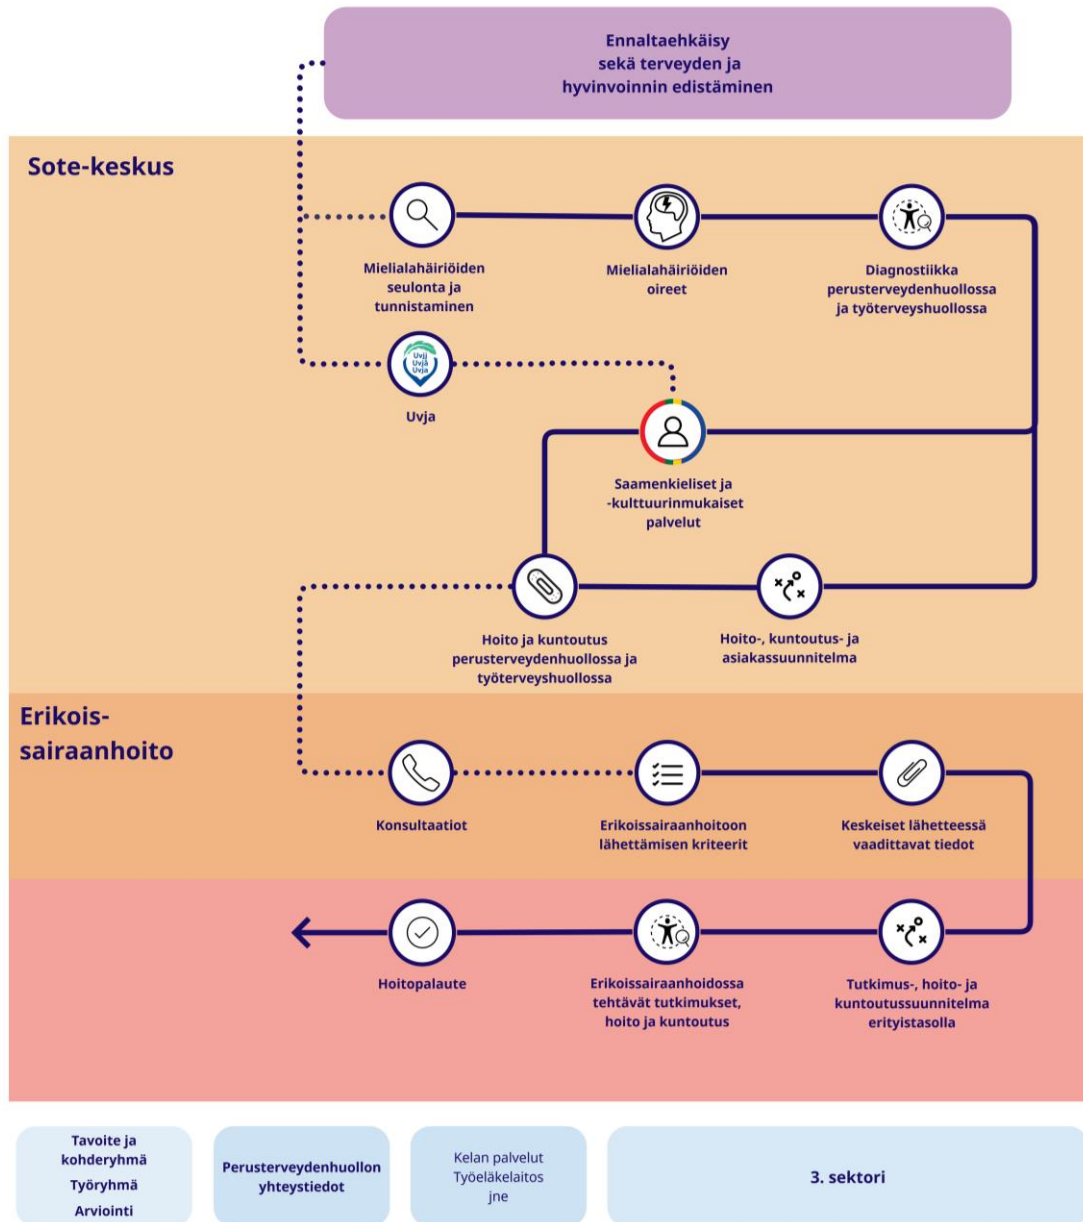 Ennaltaehkäisy
sekä terveyden ja
hyvinvoinnin edistäminen
Sote-keskus
Mielialahäiriöiden
seulonta ja
tunnistaminen
Mielialahäiriöiden
oireet
Diagnostiikka
perusterveydenhuollossa
ja työterveyshuollossa
Uvjj
Uvjâ
Uvja
Uvja
Saamenkieliset ja
-kulttuurinmukaiset
palvelut
Hoito ja kuntoutus
perusterveydenhuollossa ja
työterveyshuollossa
Hoito-, kuntoutus- ja
asiakassuunnitelma
Erikois-
sairaanhoito
Konsultaatiot
Erikoissairaanhoitoon
lähettämisen kriteerit
Keskeiset lähetteessä
vaadittavat tiedot
Hoitopalaute
Erikoissairaanhoidossa
tehtävät tutkimukset,
hoito ja kuntoutus
Tutkimus-, hoito- ja
kuntoutussuunnitelma
erityistasolla
Tavoite ja
kohderyhmä
Työryhmä
Arviointi
Perusterveydenhuollon
yhteystiedot
Kelan palvelut
Työeläkelaitos
jne
3. sektori